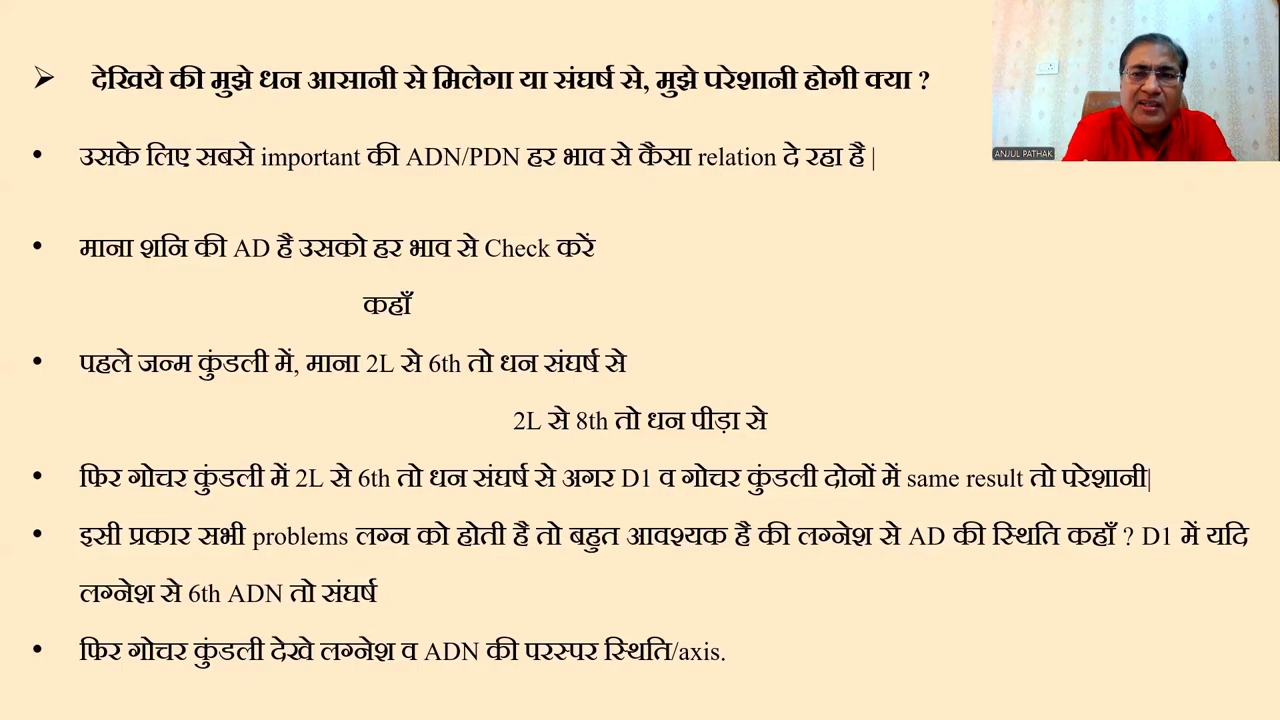 ➢ देखिये की मुझे धन आसानी से मिलेगा या संघर्ष से, मुझे परेशानी होगी क्या ?
• उसके लिए सबसे important की ADN/PDN हर भाव से कैसा relation दे रहा है |
• माना शनि की AD है उसको हर भाव से Check करें
कहाँ
• पहले जन्म कुंडली में, माना 2L से 6th तो धन संघर्ष से
2L से 8th तो धन पीड़ा से
• फिर गोचर कुंडली में 2L से 6th तो धन संघर्ष से अगर D1 व गोचर कुंडली दोनों में same result तो परेशानी|
• इसी प्रकार सभी problems लग्न को होती है तो बहुत आवश्यक है की लग्नेश से AD की स्थिति कहाँ ? D1 में यदि
लग्नेश से 6th ADN तो संघर्ष
• फिर गोचर कुंडली देखे लग्नेश व ADN की परस्पर स्थिति/axis.
ANJUL PATHAK